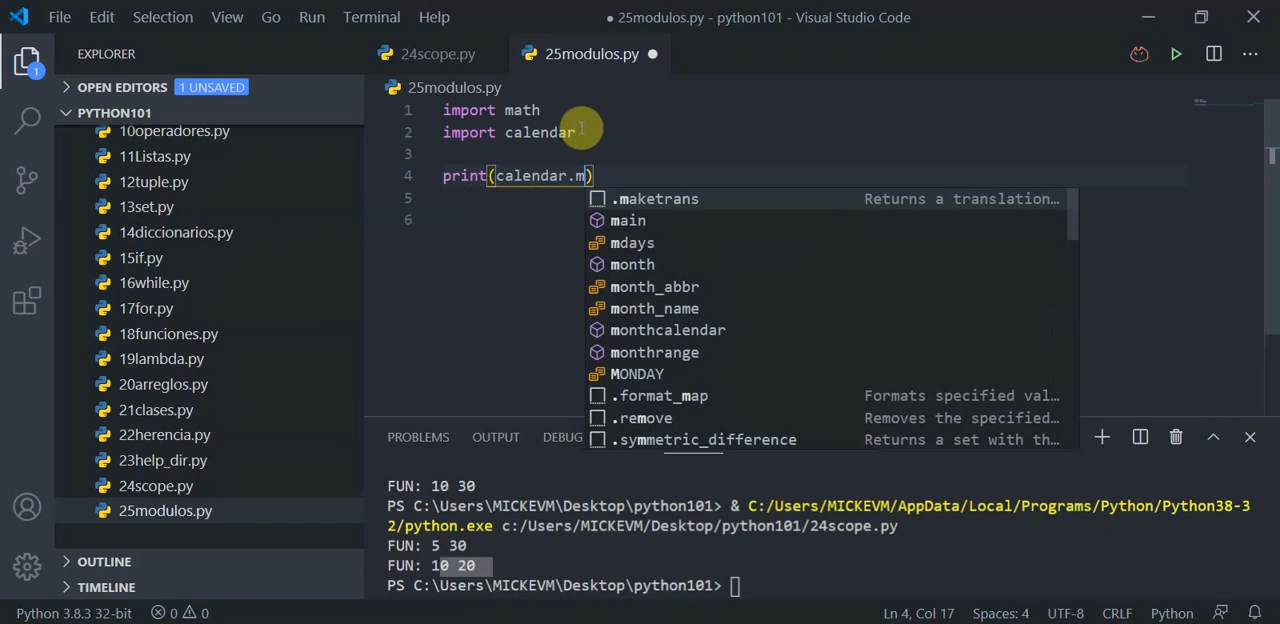 File Edit Selection View Go Run Terminal Help ● 25modulos.py - python101 - Visual Studio Code
EXPLORER
24scope.py 25modulos.py
OPEN EDITORS 1 UNSAVED
25modulos.py
PYTHON101
1 import math
10operadores.py
2 import calendar
11Listas.py
3
12tuple.py
4 print(calendar.m)
13set.py
5
.maketrans Returns a translation…
14diccionarios.py
6
main
mdays
15if.py
month
16while.py
month_abbr
17for.py
month_name
18funciones.py
monthcalendar
19lambda.py
monthrange
20arreglos.py
MONDAY
21clases.py
.format_map Formats specified val…
.remove Removes the specified…
22herencia.py
PROBLEMS OUTPUT DEBUG
.symmetric_difference Returns a set with th…
23help_dir.py
24scope.py
25modulos.py
OUTLINE
TIMELINE
1
FUN: 10 30
PS C:\Users\MICKEVM\Desktop\python101> & C:/Users/MICKEVM/AppData/Local/Programs/Python/Python38-3
2/python.exe c:/Users/MICKEVM/Desktop/python101/24scope.py
FUN: 5 30
FUN: 10 20
PS C:\Users\MICKEVM\Desktop\python101>
Python 3.8.3 32-bit 0 0 Ln 4, Col 17 Spaces: 4 UTF-8 CRLF Python